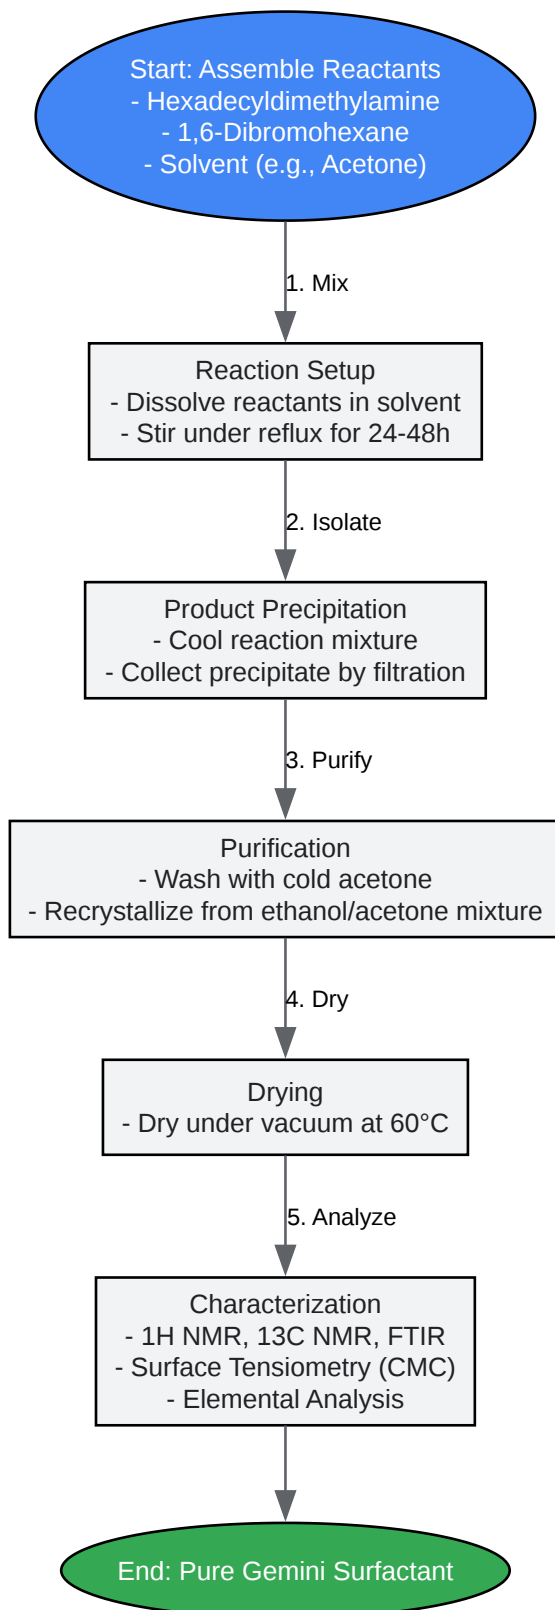 Start: Assemble Reactants
- Hexadecyldimethylamine
- 1,6-Dibromohexane
- Solvent (e.g., Acetone)
1. Mix
Reaction Setup
- Dissolve reactants in solvent
- Stir under reflux for 24-48h
2. Isolate
Product Precipitation
- Cool reaction mixture
- Collect precipitate by filtration
3. Purify
Purification
- Wash with cold acetone
- Recrystallize from ethanol/acetone mixture
4. Dry
Drying
- Dry under vacuum at 60°C
5. Analyze
Characterization
- 1H NMR, 13C NMR, FTIR
- Surface Tensiometry (CMC)
- Elemental Analysis
End: Pure Gemini Surfactant